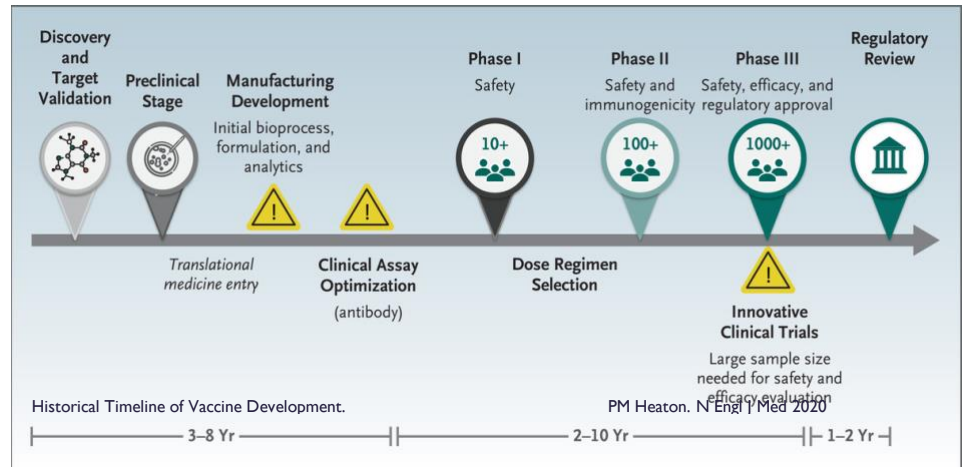 Discovery
and
Target
Validation
Preclinical
Stage
Manufacturing
Development
Initial bioprocess,
formulation, and
analytics
Phase I
Safety
Phase II
Safety and
immunogenicity
Phase III
Safety, efficacy, and
regulatory approval
Regulatory
Review
10+
100+
1000+
!
!
Translational
medicine entry
Clinical Assay
Optimization
(antibody)
Dose Regimen
Selection
!
Innovative
Clinical Trials
Large sample size
needed for safety and
efficacy evaluation
Historical Timeline of Vaccine Development.
PM Heaton. N Engl J Med 2020
3–8 Yr
2–10 Yr
1–2 Yr